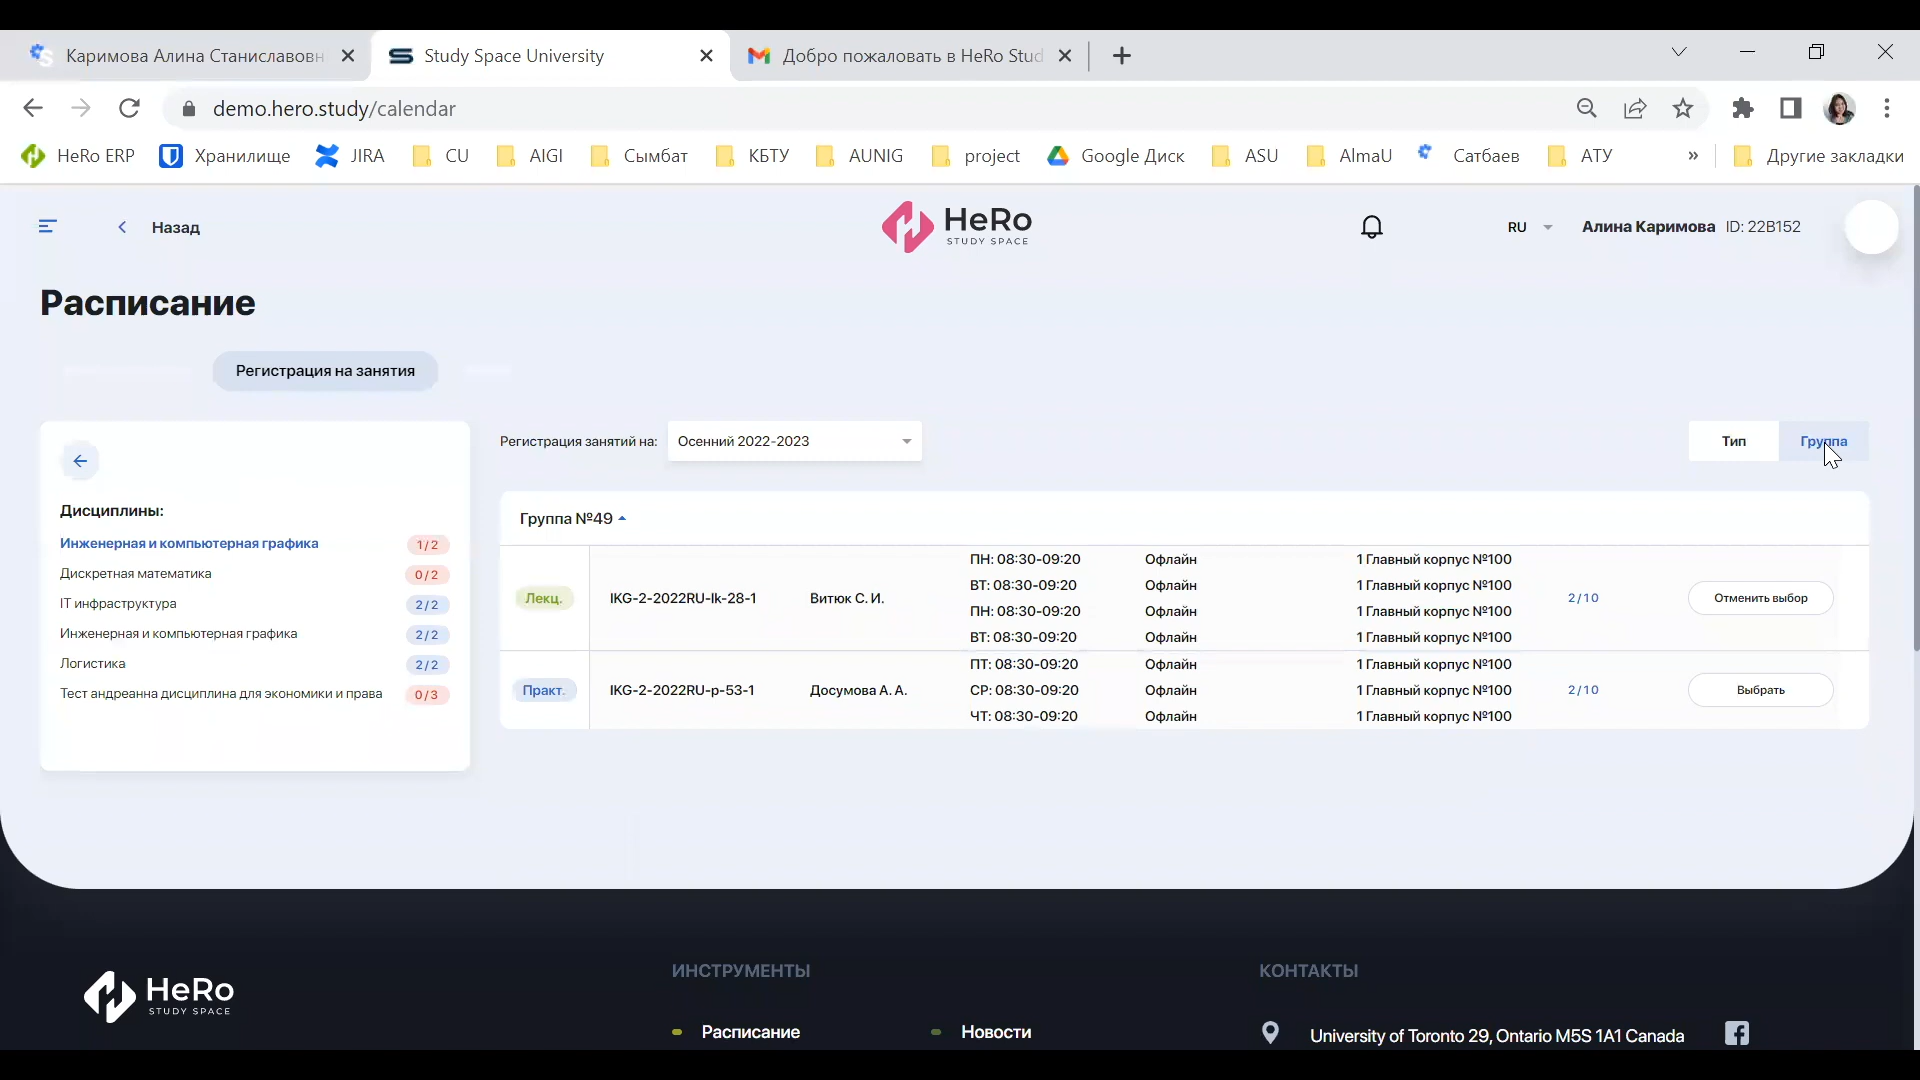 Каримова Алина Станиславовн
Study Space University
Добро пожаловать в HeRo Stud
demo.hero.study/calendar
HeRo ERP
Хранилище
JIRA
CU
AIGI
Сымбат
КБТУ
AUNIG
project
Google Диск
ASU
AlmaU
Сатбаев
АТУ
»
Другие закладки
Назад
HeRo
STUDY SPACE
RU
Алина Каримова ID: 22B152
Расписание
Регистрация на занятия
Дисциплины:
Инженерная и компьютерная графика 1/2
Дискретная математика 0/2
IT инфраструктура 2/2
Инженерная и компьютерная графика 2/2
Логистика 2/2
Тест андреанна дисциплина для экономики и права 0/3
Регистрация занятий на: Осенний 2022-2023
Тип
Группа
Группа №49
Лекц.
IKG-2-2022RU-lk-28-1
Витюк С. И.
ПН: 08:30-09:20 Офлайн 1 Главный корпус №100
ВТ: 08:30-09:20 Офлайн 1 Главный корпус №100
ПН: 08:30-09:20 Офлайн 1 Главный корпус №100
ВТ: 08:30-09:20 Офлайн 1 Главный корпус №100
2/10
Отменить выбор
Практ.
IKG-2-2022RU-p-53-1
Досумова А. А.
ПТ: 08:30-09:20 Офлайн 1 Главный корпус №100
СР: 08:30-09:20 Офлайн 1 Главный корпус №100
ЧТ: 08:30-09:20 Офлайн 1 Главный корпус №100
2/10
Выбрать
HeRo
STUDY SPACE
ИНСТРУМЕНТЫ
Расписание
Новости
КОНТАКТЫ
University of Toronto 29, Ontario M5S 1A1 Canada